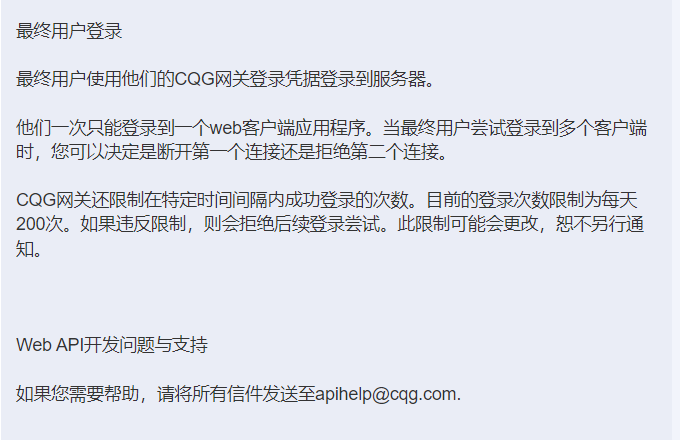 最终用户登录
最终用户使用他们的CQG网关登录凭据登录到服务器。
他们一次只能登录到一个web客户端应用程序。当最终用户尝试登录到多个客户端
时，您可以决定是断开第一个连接还是拒绝第二个连接。
CQG网关还限制在特定时间间隔内成功登录的次数。目前的登录次数限制为每天
200次。如果违反限制，则会拒绝后续登录尝试。此限制可能会更改，恕不另行通
知。
Web API开发问题与支持
如果您需要帮助，请将所有信件发送至apihelp@cqg.com.